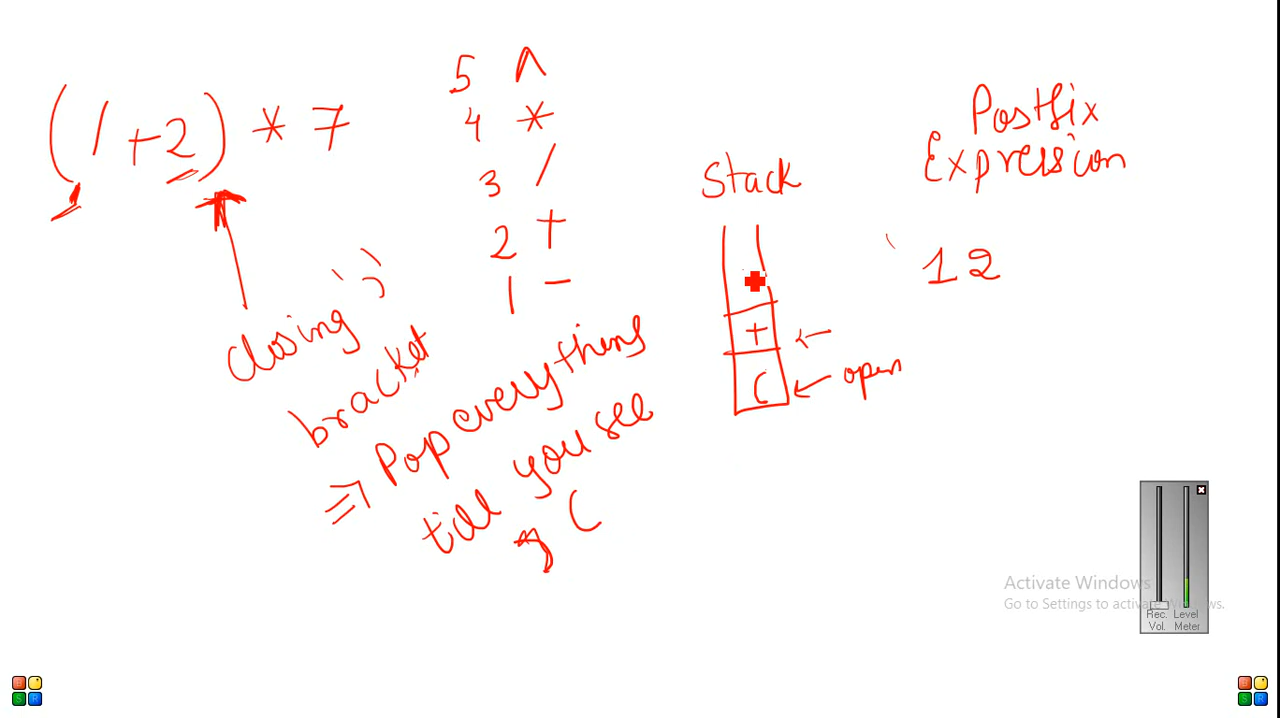 (1+2) * 7
5 ^
4 *
3 /
2 +
1 -
closing ')'
bracket
=> Pop everything
till you see
a (
Stack
+ ←
( ← open
Postfix
Expression
1 2
Activate Windows
Go to Settings to activate Windows.
Rec. Level
Vol. Meter